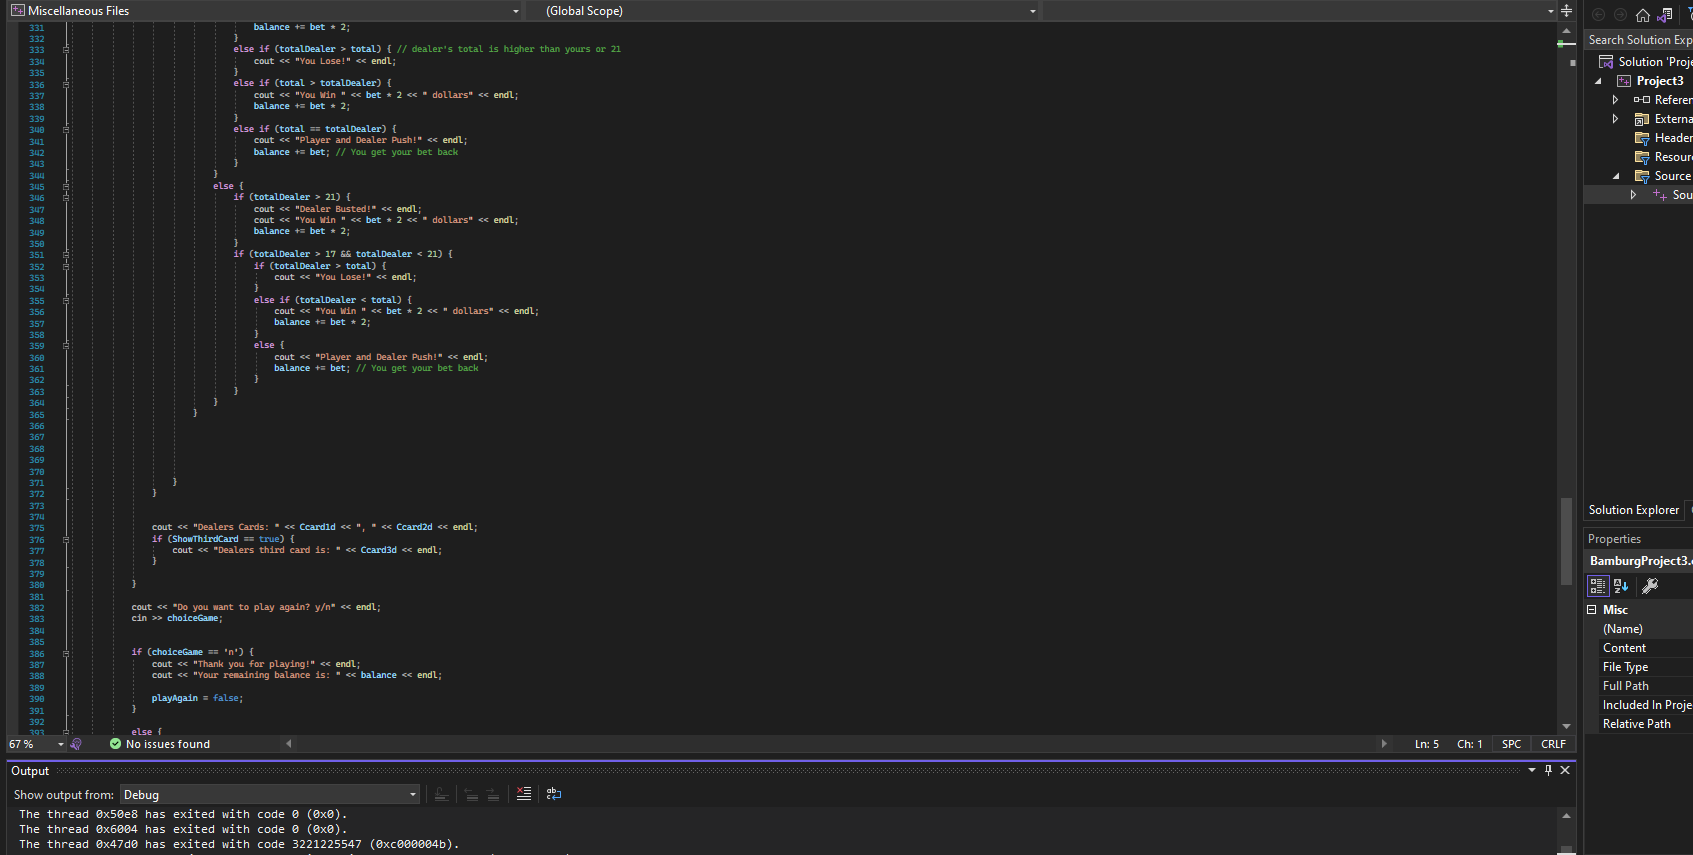 Miscellaneous Files
(Global Scope)
331 balance += bet * 2;
332 }
333 else if (totalDealer > total) { // dealer's total is higher than yours or 21
334 cout << "You Lose!" << endl;
335 }
336 else if (total > totalDealer) {
337 cout << "You Win " << bet * 2 << " dollars" << endl;
338 balance += bet * 2;
339 }
340 else if (total == totalDealer) {
341 cout << "Player and Dealer Push!" << endl;
342 balance += bet; // You get your bet back
343 }
344 }
345 else {
346 if (totalDealer > 21) {
347 cout << "Dealer Busted!" << endl;
348 cout << "You Win " << bet * 2 << " dollars" << endl;
349 balance += bet * 2;
350 }
351 if (totalDealer > 17 && totalDealer < 21) {
352 if (totalDealer > total) {
353 cout << "You Lose!" << endl;
354 }
355 else if (totalDealer < total) {
356 cout << "You Win " << bet * 2 << " dollars" << endl;
357 balance += bet * 2;
358 }
359 else {
360 cout << "Player and Dealer Push!" << endl;
361 balance += bet; // You get your bet back
362 }
363 }
364 }
365 }
366
367
368
369
370
371 }
372 }
373
374
375 cout << "Dealers Cards: " << Ccard1d << ", " << Ccard2d << endl;
376 if (ShowThirdCard == true) {
377 cout << "Dealers third card is: " << Ccard3d << endl;
378 }
379
380 }
381
382 cout << "Do you want to play again? y/n" << endl;
383 cin >> choiceGame;
384
385
386 if (choiceGame == 'n') {
387 cout << "Thank you for playing!" << endl;
388 cout << "Your remaining balance is: " << balance << endl;
389
390 playAgain = false;
391 }
392
393 else {
67 %
No issues found
Ln: 5 Ch: 1 SPC CRLF
Output
Show output from: Debug
The thread 0x50e8 has exited with code 0 (0x0).
The thread 0x6004 has exited with code 0 (0x0).
The thread 0x47d0 has exited with code 3221225547 (0xc000004b).
Search Solution Exp
Solution 'Proje
Project3
Referen
Externa
Header
Resour
Source
Sou
Solution Explorer
Properties
BamburgProject3.
Misc
(Name)
Content
File Type
Full Path
Included In Proje
Relative Path